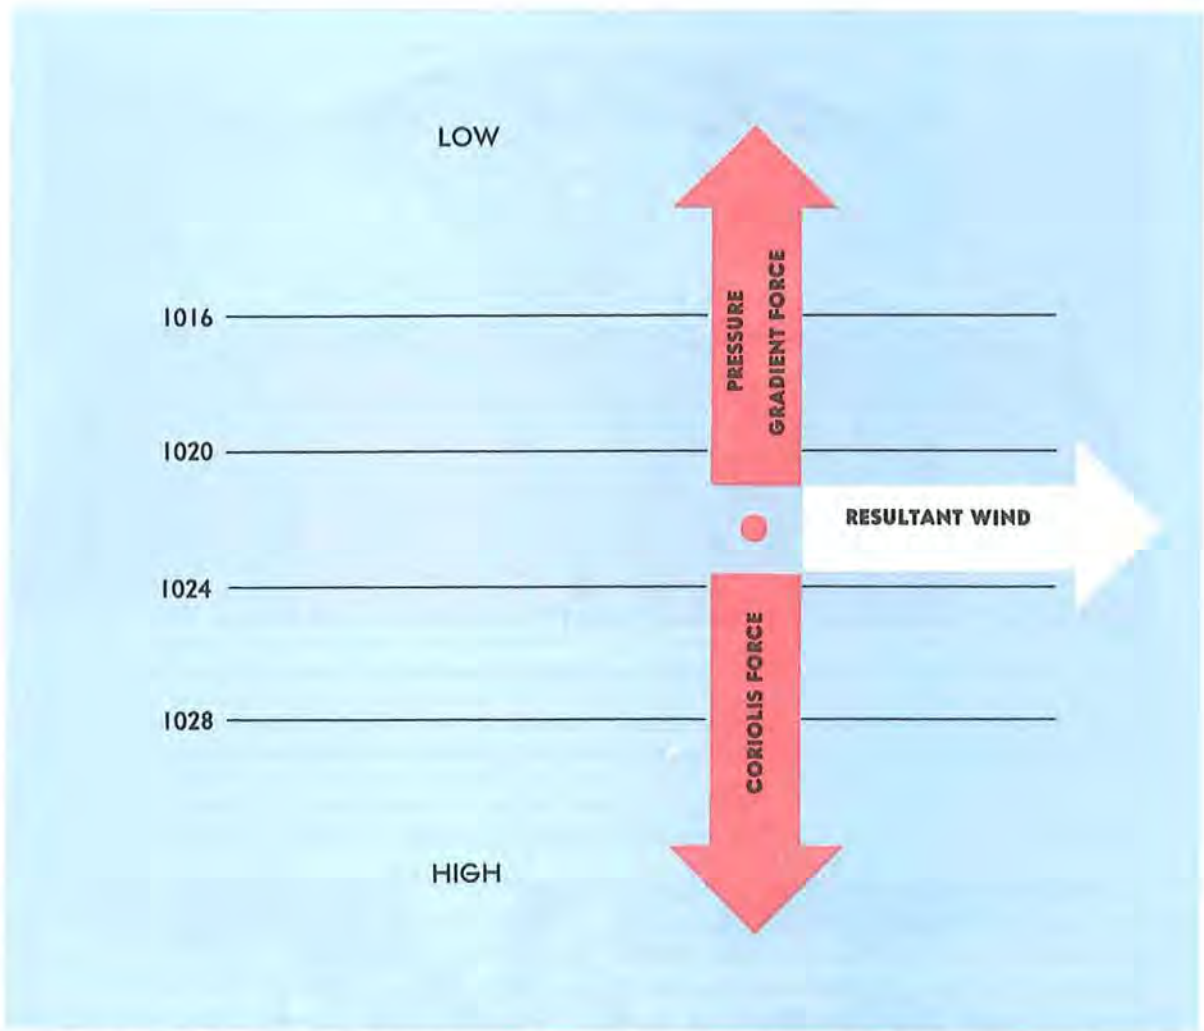 LOW
1016
PRESSURE
GRADIENT FORCE
1020
RESULTANT WIND
1024
CORIOLIS FORCE
1028
HIGH